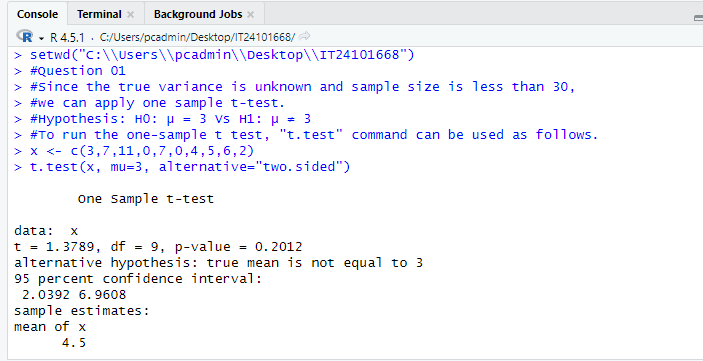 Console Terminal × Background Jobs ×
R 4.5.1 · C:/Users/pcadmin/Desktop/IT24101668/
> setwd("C:\\Users\\pcadmin\\Desktop\\IT24101668")
> #Question 01
> #Since the true variance is unknown and sample size is less than 30,
> #we can apply one sample t-test.
> #Hypothesis: H0: μ = 3 Vs H1: μ ≠ 3
> #To run the one-sample t test, "t.test" command can be used as follows.
> x <- c(3,7,11,0,7,0,4,5,6,2)
> t.test(x, mu=3, alternative="two.sided")
One Sample t-test
data: x
t = 1.3789, df = 9, p-value = 0.2012
alternative hypothesis: true mean is not equal to 3
95 percent confidence interval:
2.0392 6.9608
sample estimates:
mean of x
4.5